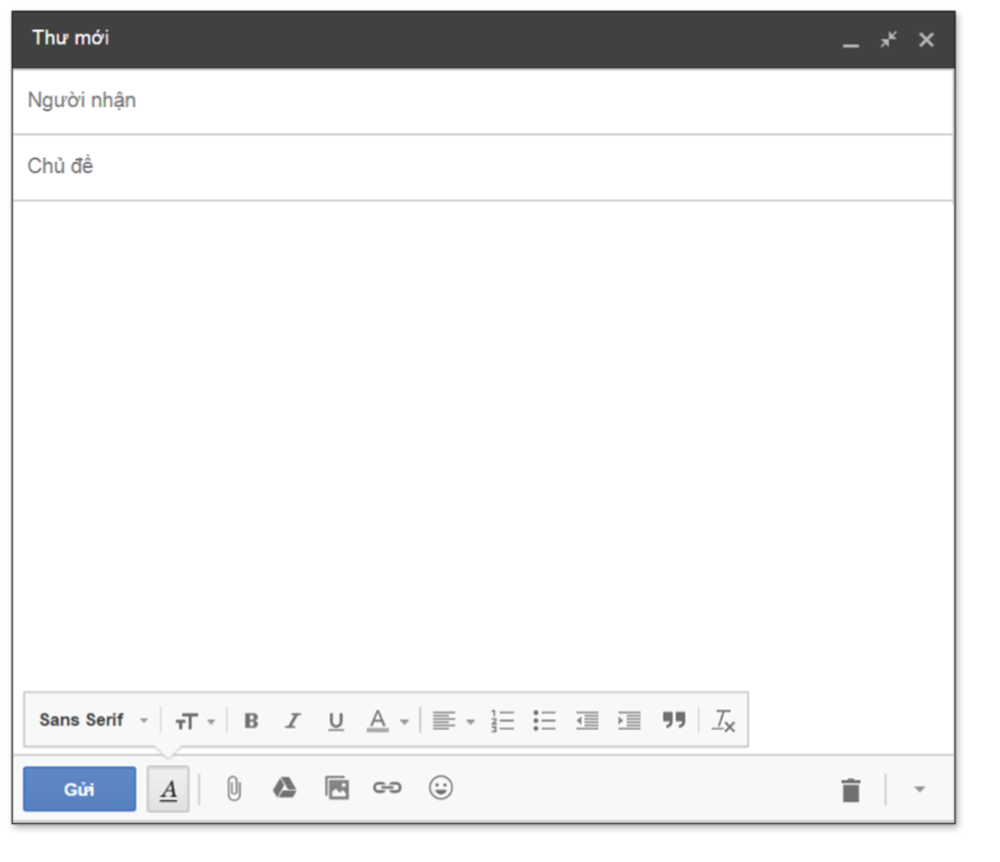 Thư mới
Người nhận
Chủ đề
Sans Serif
Gửi